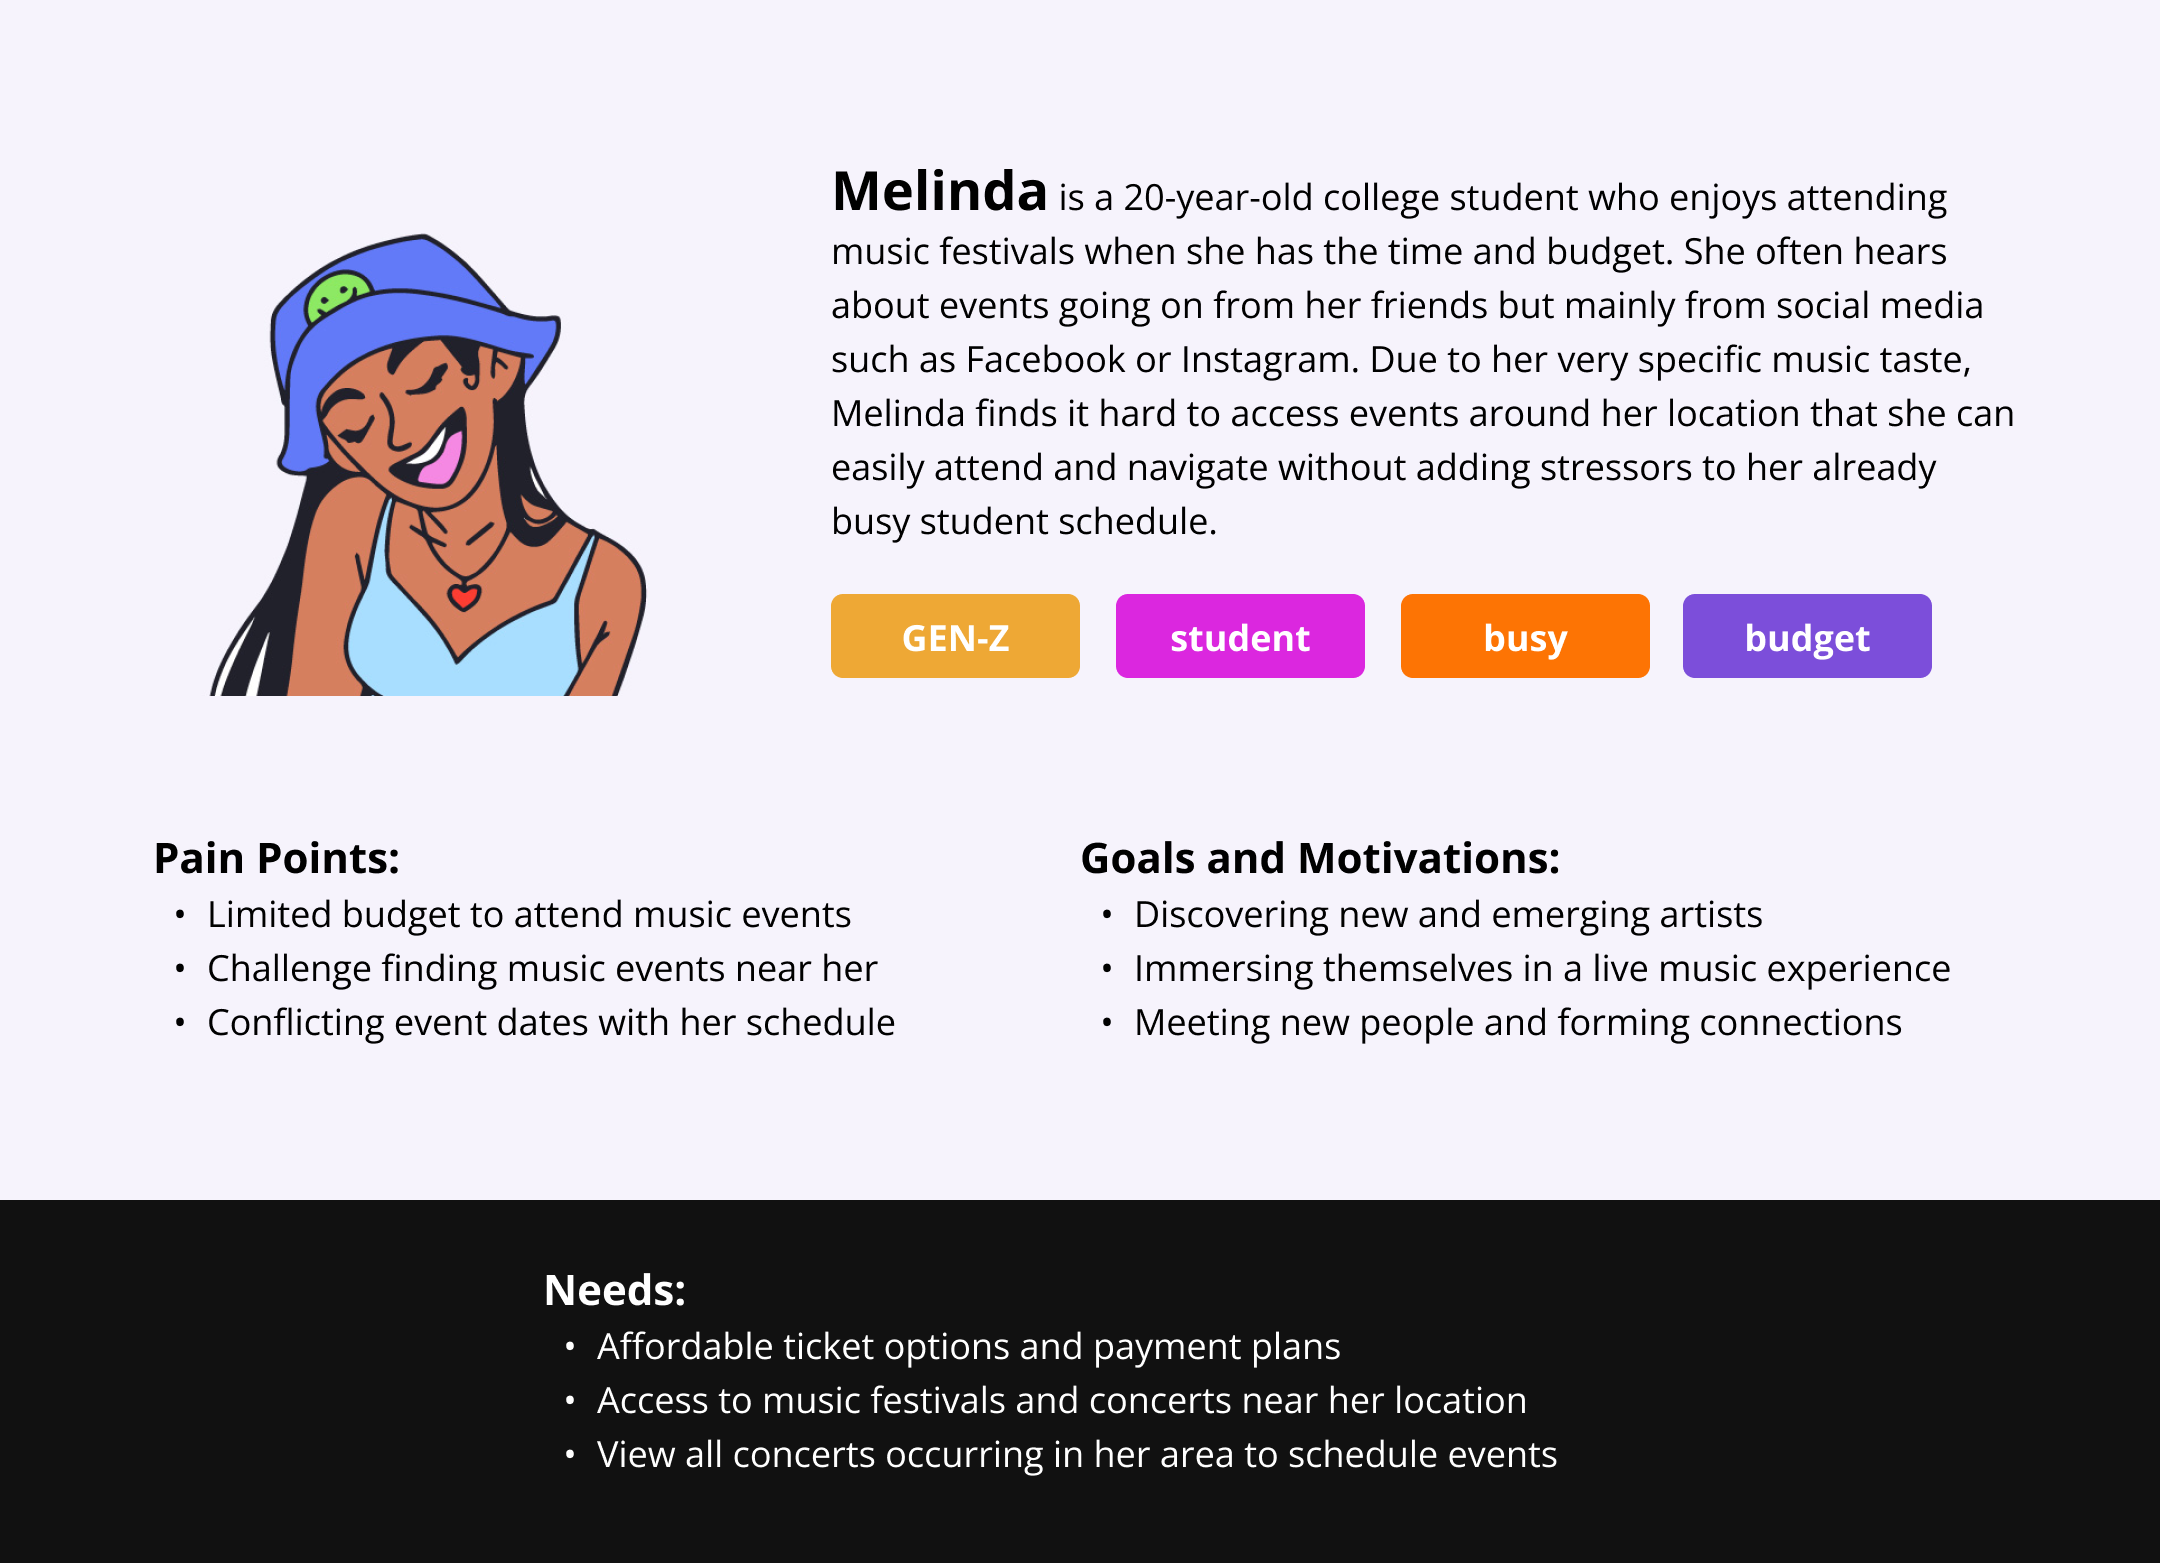 Melinda is a 20-year-old college student who enjoys attending
music festivals when she has the time and budget. She often hears
about events going on from her friends but mainly from social media
such as Facebook or Instagram. Due to her very specific music taste,
Melinda finds it hard to access events around her location that she can
easily attend and navigate without adding stressors to her already
busy student schedule.
GEN-Z
student
busy
budget
Pain Points:
• Limited budget to attend music events
• Challenge finding music events near her
• Conflicting event dates with her schedule
Goals and Motivations:
• Discovering new and emerging artists
• Immersing themselves in a live music experience
• Meeting new people and forming connections
Needs:
• Affordable ticket options and payment plans
• Access to music festivals and concerts near her location
• View all concerts occurring in her area to schedule events